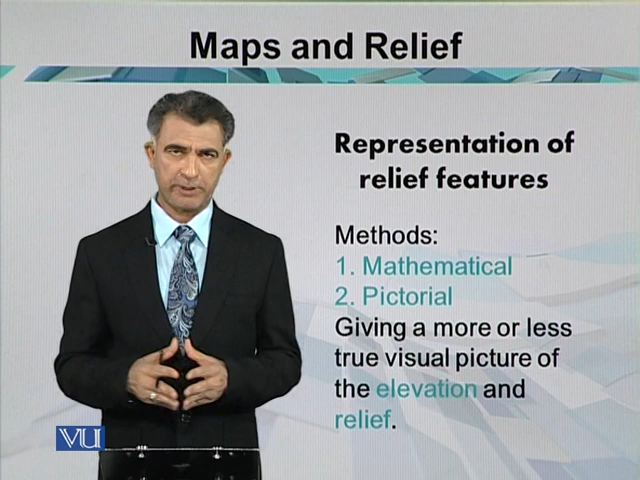 Maps and Relief
Representation of
relief features
Methods:
1. Mathematical
2. Pictorial
Giving a more or less
true visual picture of
the elevation and
relief.
VU